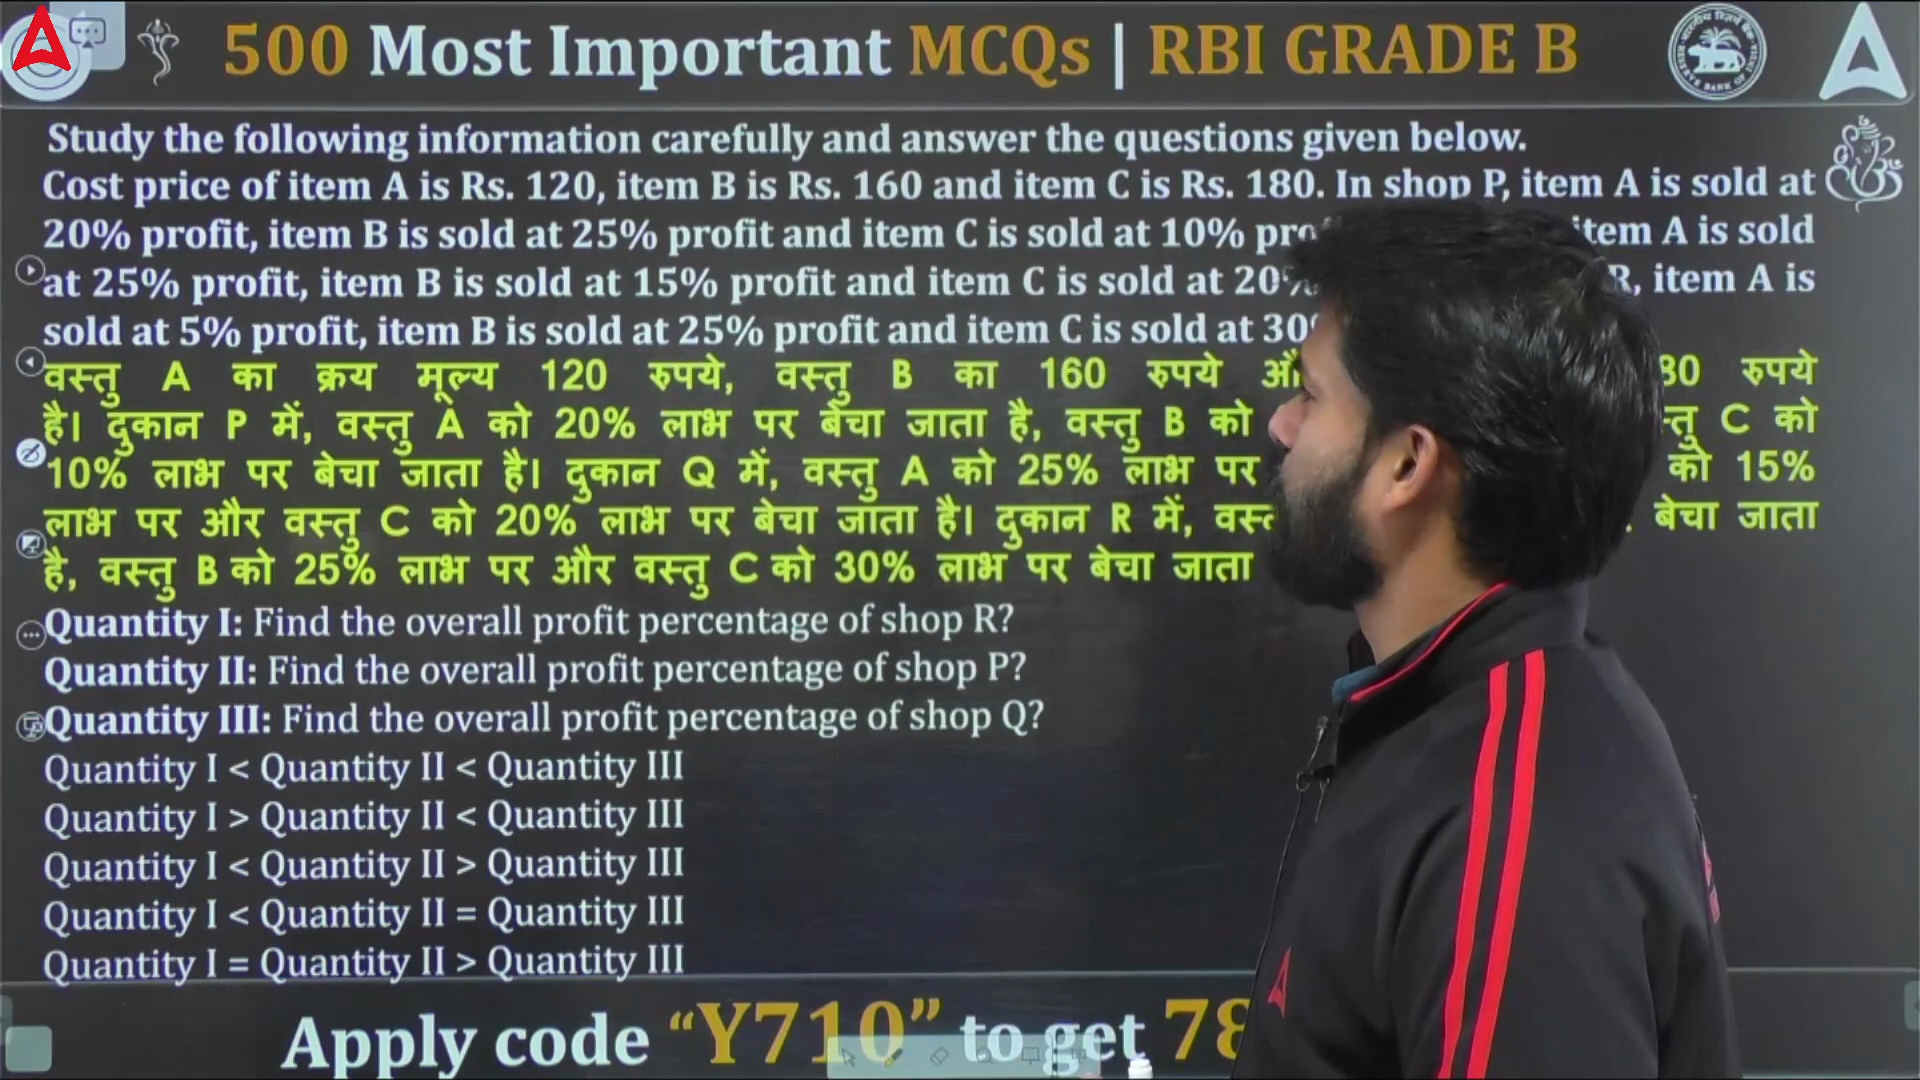 500 Most Important MCQs | RBI GRADE B
Study the following information carefully and answer the questions given below.
Cost price of item A is Rs. 120, item B is Rs. 160 and item C is Rs. 180. In shop P, item A is sold at
20% profit, item B is sold at 25% profit and item C is sold at 10% item A is sold
at 25% profit, item B is sold at 15% profit and item C is sold at 20% R, item A is
sold at 5% profit, item B is sold at 25% profit and item C is sold at
वस्तु A का क्रय मूल्य 120 रुपये, वस्तु B का 160 रुपये रुपये
है। दुकान P में, वस्तु A को 20% लाभ पर बेचा जाता है, वस्तु B को C को
10% लाभ पर बेचा जाता है। दुकान Q में, वस्तु A को 25% लाभ पर को 15%
लाभ पर और वस्तु C को 20% लाभ पर बेचा जाता है। दुकान R में, बेचा जाता
है, वस्तु B को 25% लाभ पर और वस्तु C को 30% लाभ पर बेचा जाता
Quantity I: Find the overall profit percentage of shop R?
Quantity II: Find the overall profit percentage of shop P?
Quantity III: Find the overall profit percentage of shop Q?
Quantity I < Quantity II < Quantity III
Quantity I > Quantity II < Quantity III
Quantity I < Quantity II > Quantity III
Quantity I < Quantity II = Quantity III
Quantity I = Quantity II > Quantity III
Apply code “Y710” to get 78